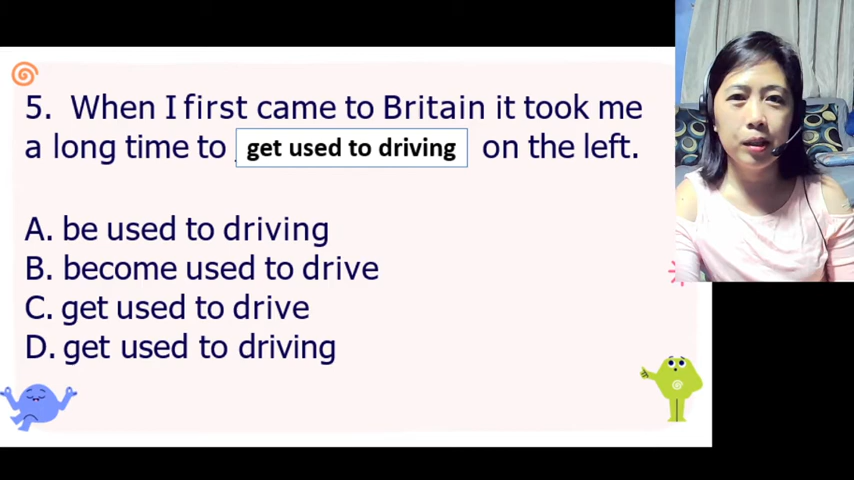 5. When I first came to Britain it took me
a long time to get used to driving on the left.
A. be used to driving
B. become used to drive
C. get used to drive
D. get used to driving